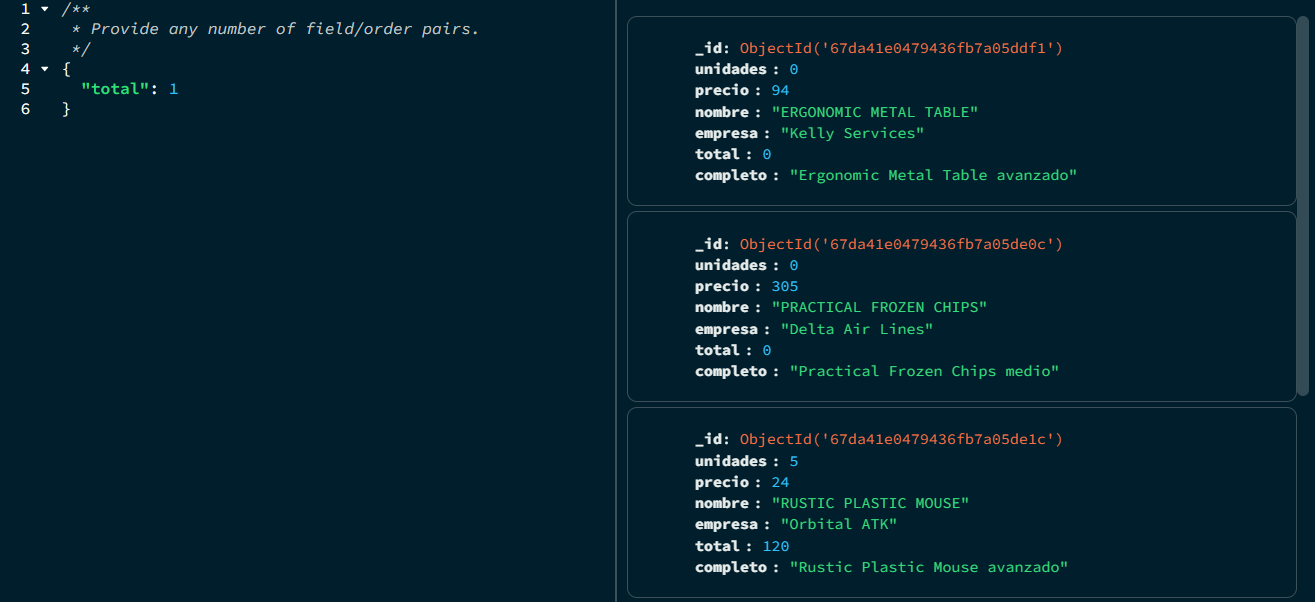 1 /**
2  * Provide any number of field/order pairs.
3  */
4 {
5   "total": 1
6 }
_id: ObjectId('67da41e0479436fb7a05ddf1')
unidades : 0
precio : 94
nombre : "ERGONOMIC METAL TABLE"
empresa : "Kelly Services"
total : 0
completo : "Ergonomic Metal Table avanzado"
_id: ObjectId('67da41e0479436fb7a05de0c')
unidades : 0
precio : 305
nombre : "PRACTICAL FROZEN CHIPS"
empresa : "Delta Air Lines"
total : 0
completo : "Practical Frozen Chips medio"
_id: ObjectId('67da41e0479436fb7a05de1c')
unidades : 5
precio : 24
nombre : "RUSTIC PLASTIC MOUSE"
empresa : "Orbital ATK"
total : 120
completo : "Rustic Plastic Mouse avanzado"